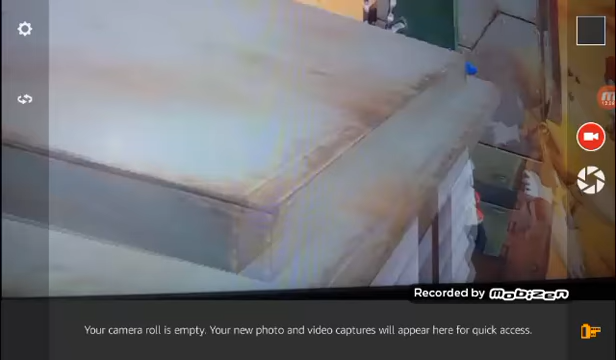 Recorded by mobizen
Your camera roll is empty. Your new photo and video captures will appear here for quick access.